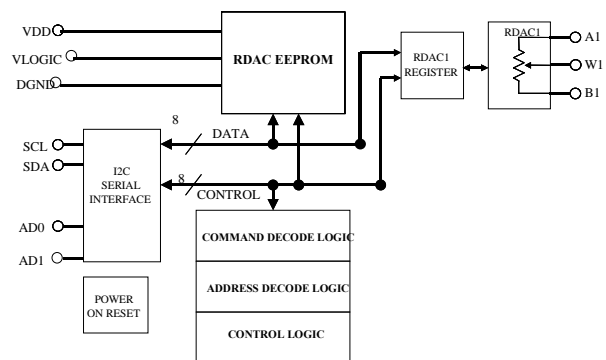 VDD
VLOGIC
DGND
RDAC EEPROM
RDAC1
REGISTER
RDAC1
A1
W1
B1
8
DATA
SCL
SDA
I2C
SERIAL
INTERFACE
8
CONTROL
AD0
AD1
COMMAND DECODE LOGIC
ADDRESS DECODE LOGIC
CONTROL LOGIC
POWER
ON RESET